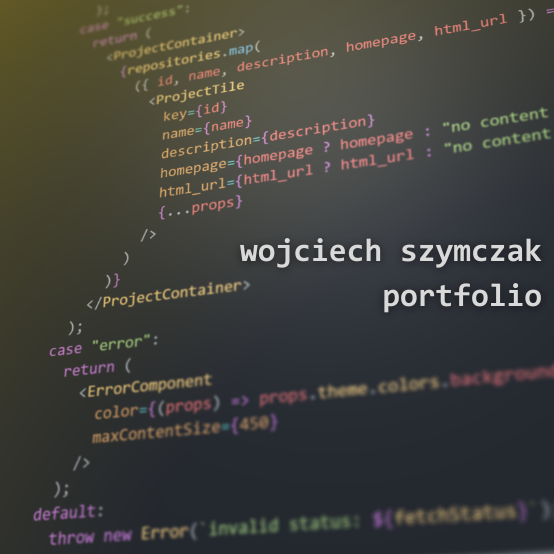 );
case "success":
return (
<ProjectContainer>
{repositories.map(
({ id, name, description, homepage, html_url }) =
<ProjectTile
key={id}
name={name}
description={description}
homepage={homepage ? homepage : "no content
html_url={html_url ? html_url : "no content
{...props}
/>
)
)}
</ProjectContainer>
);
case "error":
return (
<ErrorComponent
color={(props) => props.theme.colors.background
maxContentSize={450}
/>
);
default:
throw new Error(`invalid status: ${fetchStatus}`)
wojciech szymczak
portfolio